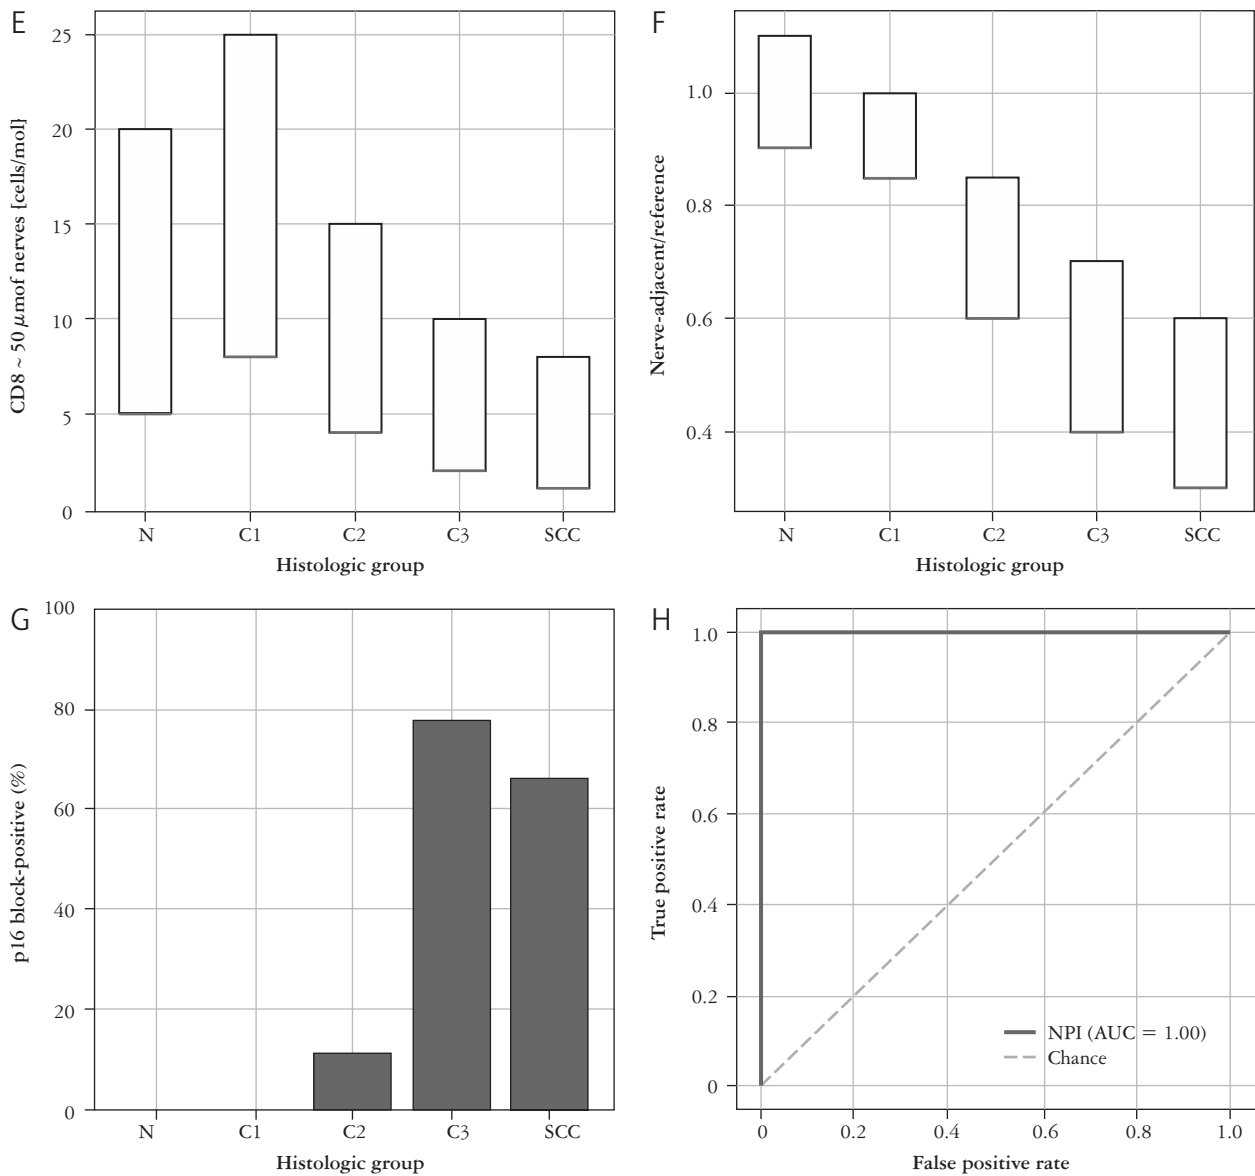 E
CD8 ~ 50 μmof nerves [cells/mol}
25
20
15
10
5
0
N C1 C2 C3 SCC
Histologic group
F
Nerve-adjacent/reference
1.0
0.8
0.6
0.4
N C1 C2 C3 SCC
Histologic group
G
p16 block-positive (%)
100
80
60
40
20
0
N C1 C2 C3 SCC
Histologic group
H
True positive rate
1.0
0.8
0.6
0.4
0.2
0
NPI (AUC = 1.00)
Chance
0 0.2 0.4 0.6 0.8 1.0
False positive rate